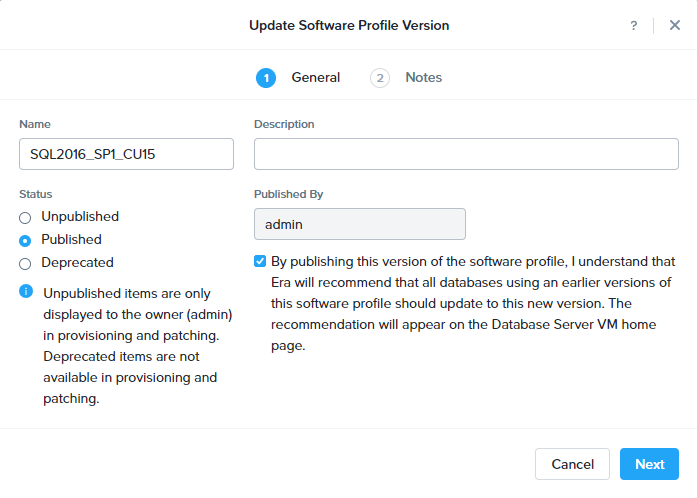 Update Software Profile Version
?
1 General 2 Notes
Name
SQL2016_SP1_CU15
Description
Status
Unpublished
Published
Deprecated
Unpublished items are only
displayed to the owner (admin)
in provisioning and patching.
Deprecated items are not
available in provisioning and
patching.
Published By
admin
By publishing this version of the software profile, I understand that
Era will recommend that all databases using an earlier versions of
this software profile should update to this new version. The
recommendation will appear on the Database Server VM home
page.
Cancel
Next